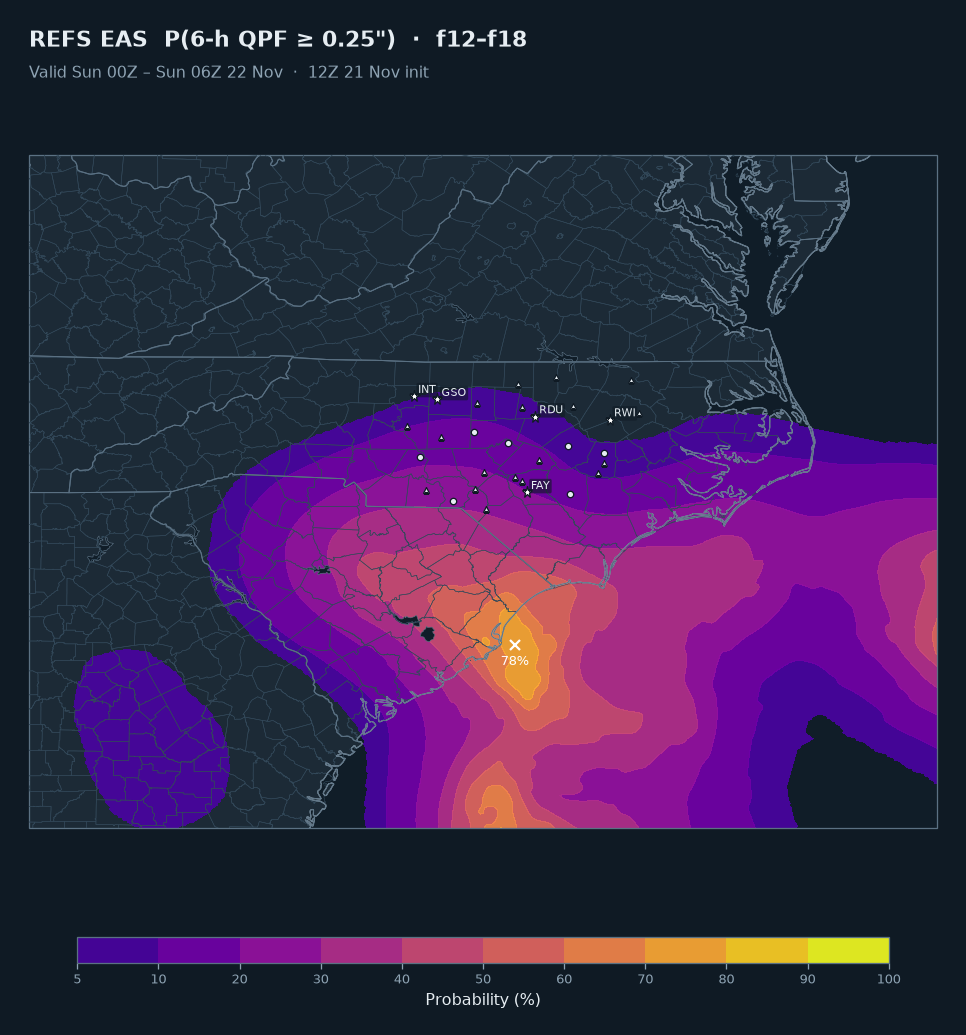 REFS EAS  P(6-h QPF ≥ 0.25")  ·  f12–f18
Valid Sun 00Z – Sun 06Z 22 Nov  ·  12Z 21 Nov init
INT
GSO
RDU
RWI
FAY
78%
5 10 20 30 40 50 60 70 80 90 100
Probability (%)